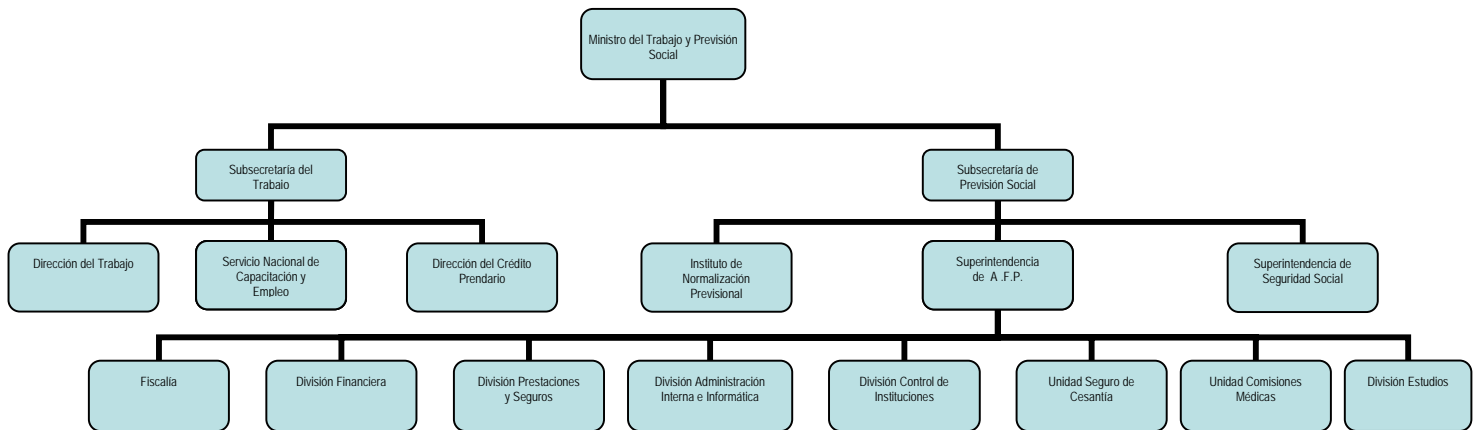 Ministro del Trabajo y Previsión
Social
Subsecretaría del
Trabaio
Subsecretaría de
Previsión Social
Dirección del Trabajo
Servicio Nacional de
Capacitación y
Empleo
Dirección del Crédito
Prendario
Instituto de
Normalización
Previsional
Superintendencia
de A .F.P.
Superintendencia de
Seguridad Social
Fiscalía
División Financiera
División Prestaciones
y Seguros
División Administración
Interna e Informática
División Control de
Instituciones
Unidad Seguro de
Cesantía
Unidad Comisiones
Médicas
División Estudios